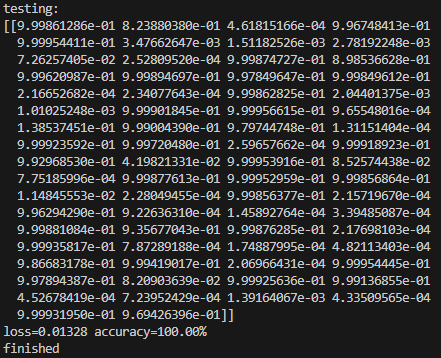 testing:
[[9.99861286e-01 8.23880380e-01 4.61815166e-04 9.96748413e-01
9.99954411e-01 3.47662647e-03 1.51182526e-03 2.78192248e-03
7.26257405e-02 2.52809520e-04 9.99874727e-01 8.98536628e-01
9.99620987e-01 9.99894697e-01 9.97849647e-01 9.99849612e-01
2.16652682e-04 2.34077643e-04 9.99862825e-01 2.04401375e-03
1.01025248e-03 9.99901845e-01 9.99956615e-01 9.65548016e-04
1.38537451e-01 9.99004390e-01 9.79744748e-01 1.31151404e-04
9.99923592e-01 9.99720480e-01 2.59657662e-04 9.99918923e-01
9.92968530e-01 4.19821331e-02 9.99953916e-01 8.52574438e-02
7.75185996e-04 9.99877613e-01 9.99952959e-01 9.99856864e-01
1.14845553e-02 2.28049455e-04 9.99856377e-01 2.15719670e-04
9.96294290e-01 9.22636310e-04 1.45892764e-04 3.39485087e-04
9.99881084e-01 9.35677043e-01 9.99876285e-01 2.17698103e-04
9.99935817e-01 7.87289188e-04 1.74887995e-04 4.82113403e-04
9.86683178e-01 9.99419017e-01 2.06966431e-04 9.99954445e-01
9.97894387e-01 8.20903639e-02 9.99925636e-01 9.99136855e-01
4.52678419e-04 7.23952429e-04 1.39164067e-03 4.33509565e-04
9.99931950e-01 9.69426396e-01]]
loss=0.01328 accuracy=100.00%
finished